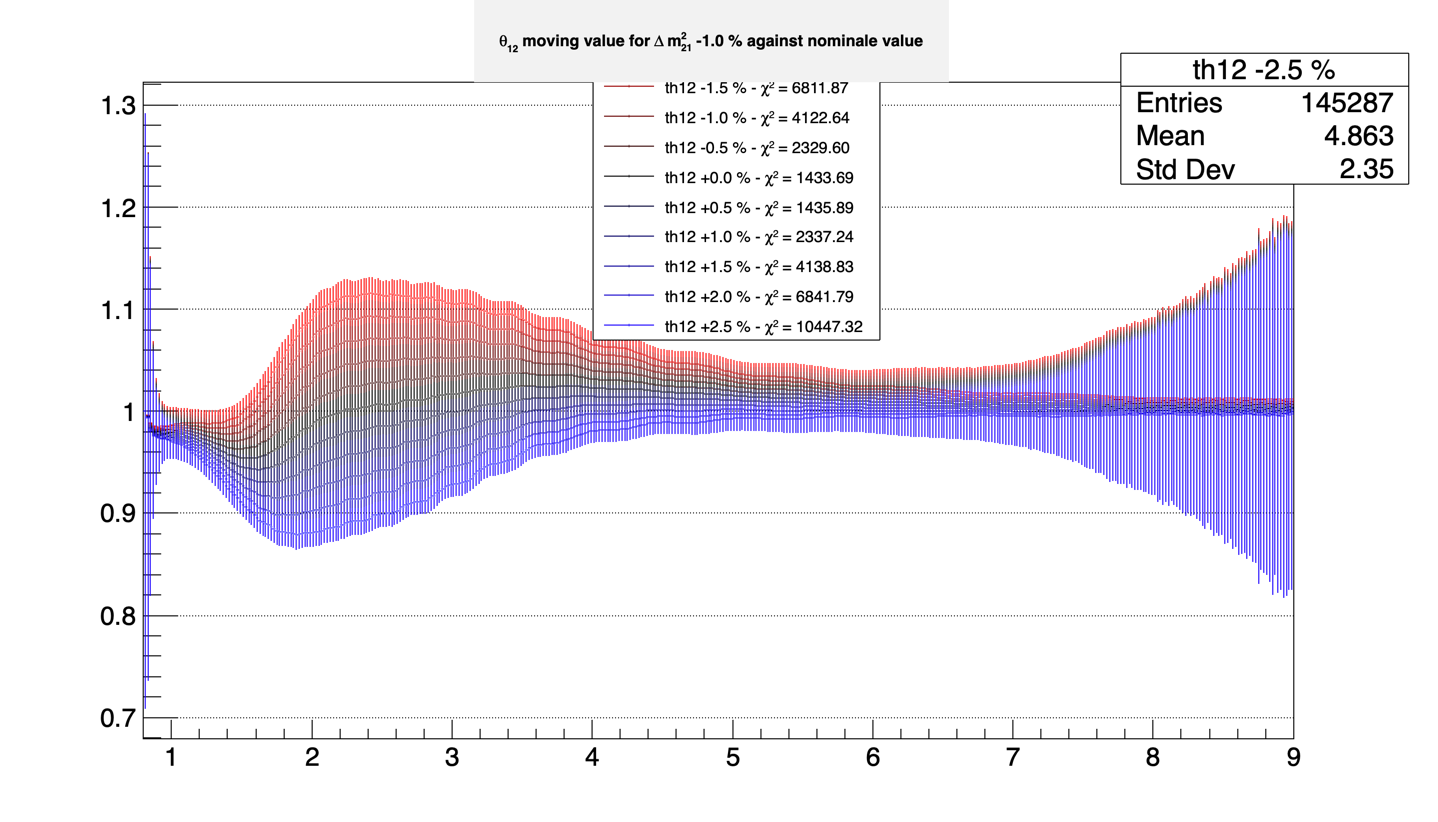 θ12 moving value for Δ m²21 -1.0 % against nominale value
th12 -2.5 %
Entries 145287
Mean 4.863
Std Dev 2.35
th12 -1.5 % - χ² = 6811.87
th12 -1.0 % - χ² = 4122.64
th12 -0.5 % - χ² = 2329.60
th12 +0.0 % - χ² = 1433.69
th12 +0.5 % - χ² = 1435.89
th12 +1.0 % - χ² = 2337.24
th12 +1.5 % - χ² = 4138.83
th12 +2.0 % - χ² = 6841.79
th12 +2.5 % - χ² = 10447.32
1.3
1.2
1.1
1
0.9
0.8
0.7
1 2 3 4 5 6 7 8 9